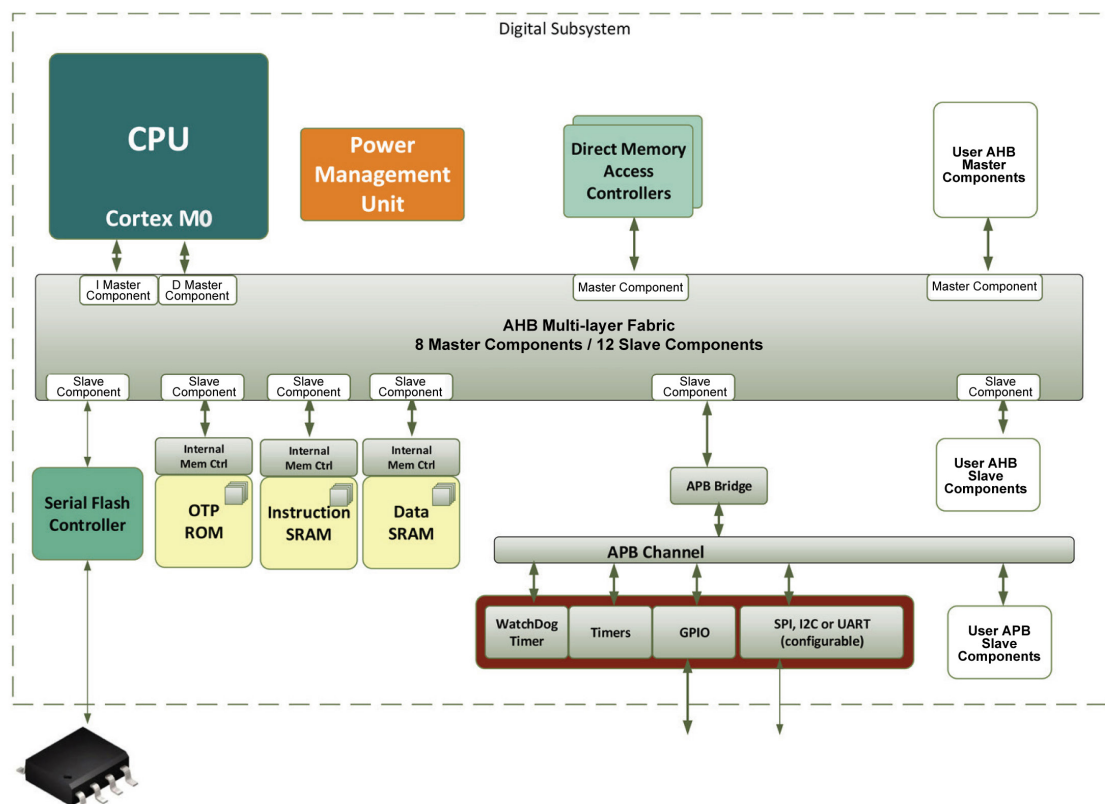 Digital Subsystem
CPU
Cortex M0
Power
Management
Unit
Direct Memory
Access
Controllers
User AHB
Master
Components
I Master
Component
D Master
Component
Master Component
Master Component
AHB Multi-layer Fabric
8 Master Components / 12 Slave Components
Slave
Component
Slave
Component
Slave
Component
Slave
Component
Slave
Component
Slave
Component
Serial Flash
Controller
Internal
Mem Ctrl
OTP
ROM
Internal
Mem Ctrl
Instruction
SRAM
Internal
Mem Ctrl
Data
SRAM
APB Bridge
User AHB
Slave
Components
APB Channel
WatchDog
Timer
Timers
GPIO
SPI, I2C or UART
(configurable)
User APB
Slave
Components